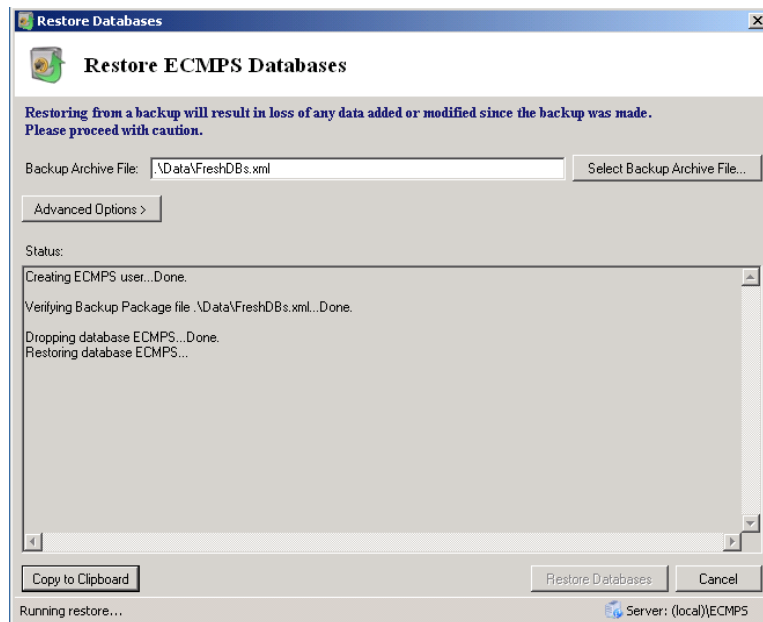 Restore Databases
Restore ECMPS Databases
Restoring from a backup will result in loss of any data added or modified since the backup was made.
Please proceed with caution.
Backup Archive File: .\Data\FreshDBs.xml Select Backup Archive File...
Advanced Options >
Status:
Creating ECMPS user...Done.
Verifying Backup Package file .\Data\FreshDBs.xml...Done.
Dropping database ECMPS...Done.
Restoring database ECMPS...
Copy to Clipboard Restore Databases Cancel
Running restore... Server: (local)\ECMPS